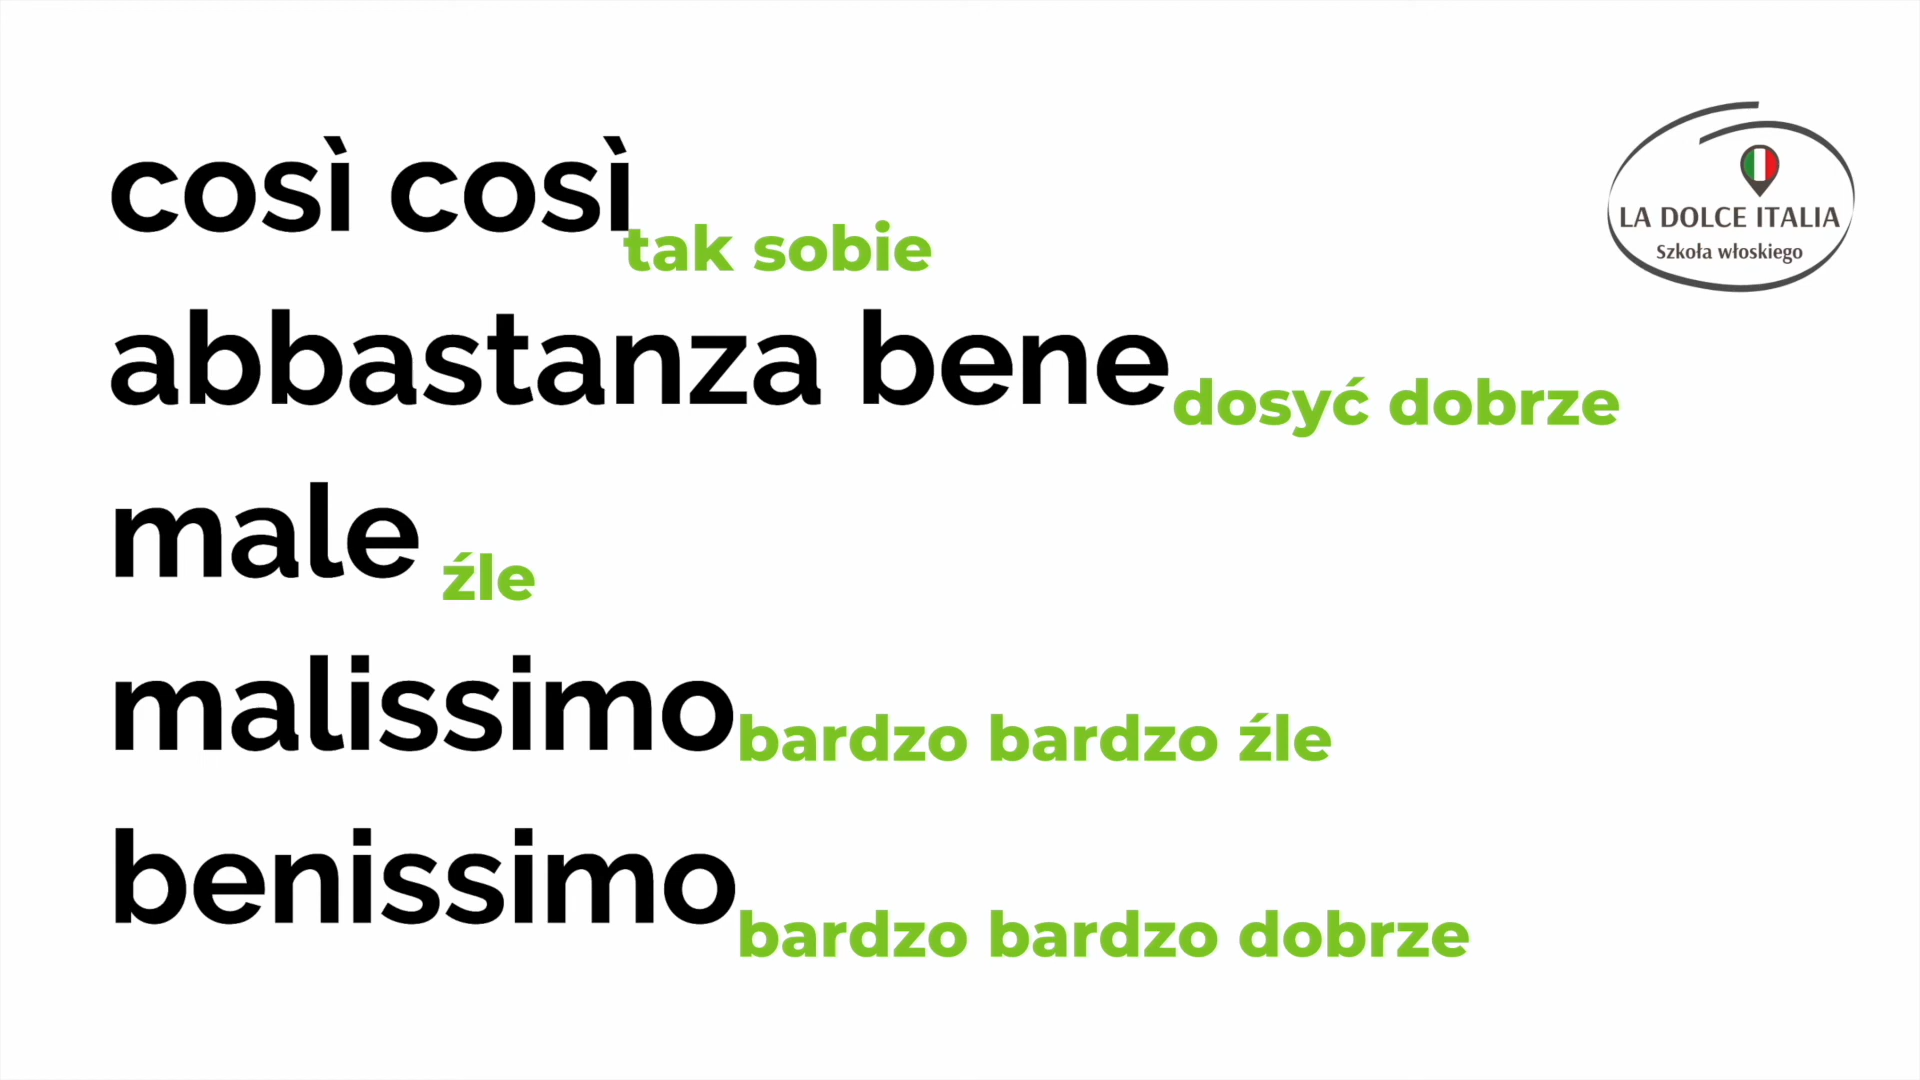 così così
tak sobie
abbastanza bene
dosyć dobrze
male
źle
malissimo
bardzo bardzo źle
benissimo
bardzo bardzo dobrze
LA DOLCE ITALIA
Szkoła włoskiego